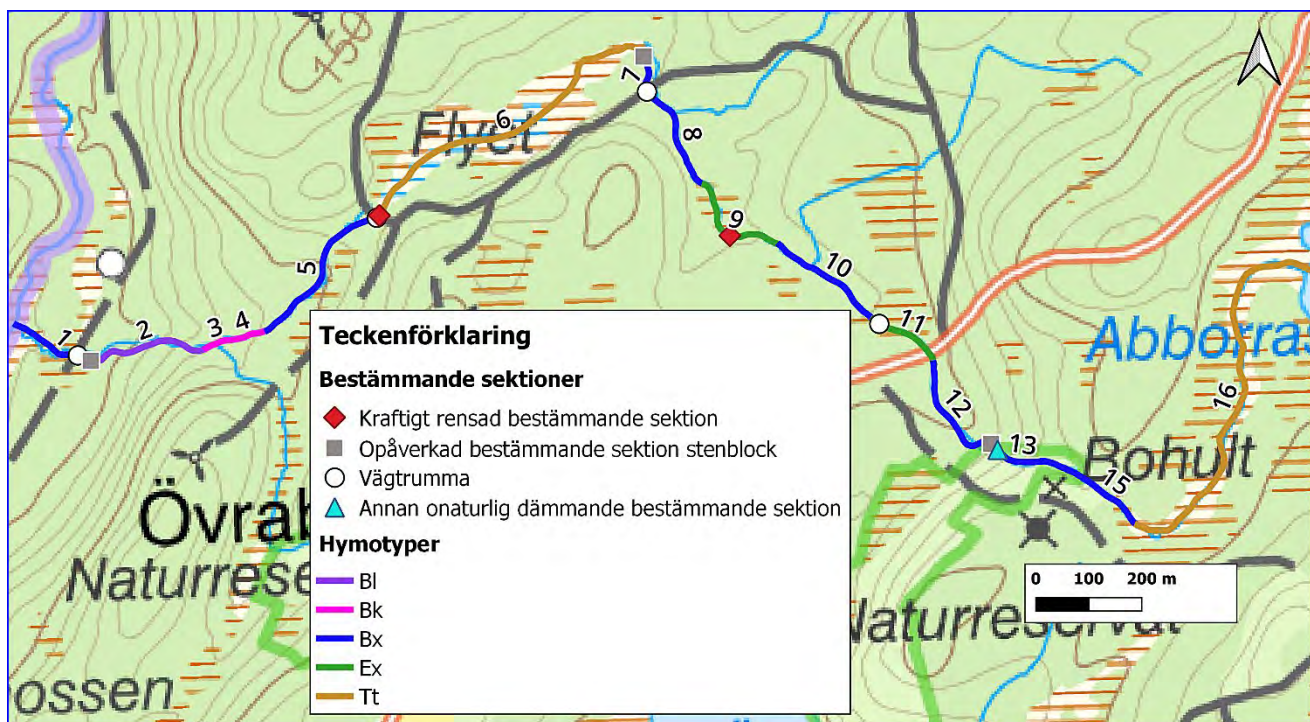 150
Flyet
7
6
8
9
10
11
5
1
2
3
4
12
13
15
16
Abborras
Bohult
Övrab
Naturrese
Naturreservat
ossen
Teckenförklaring
Bestämmande sektioner
Kraftigt rensad bestämmande sektion
Opåverkad bestämmande sektion stenblock
Vägtrumma
Annan onaturlig dämmande bestämmande sektion
Hymotyper
Bl
Bk
Bx
Ex
Tt
0 100 200 m